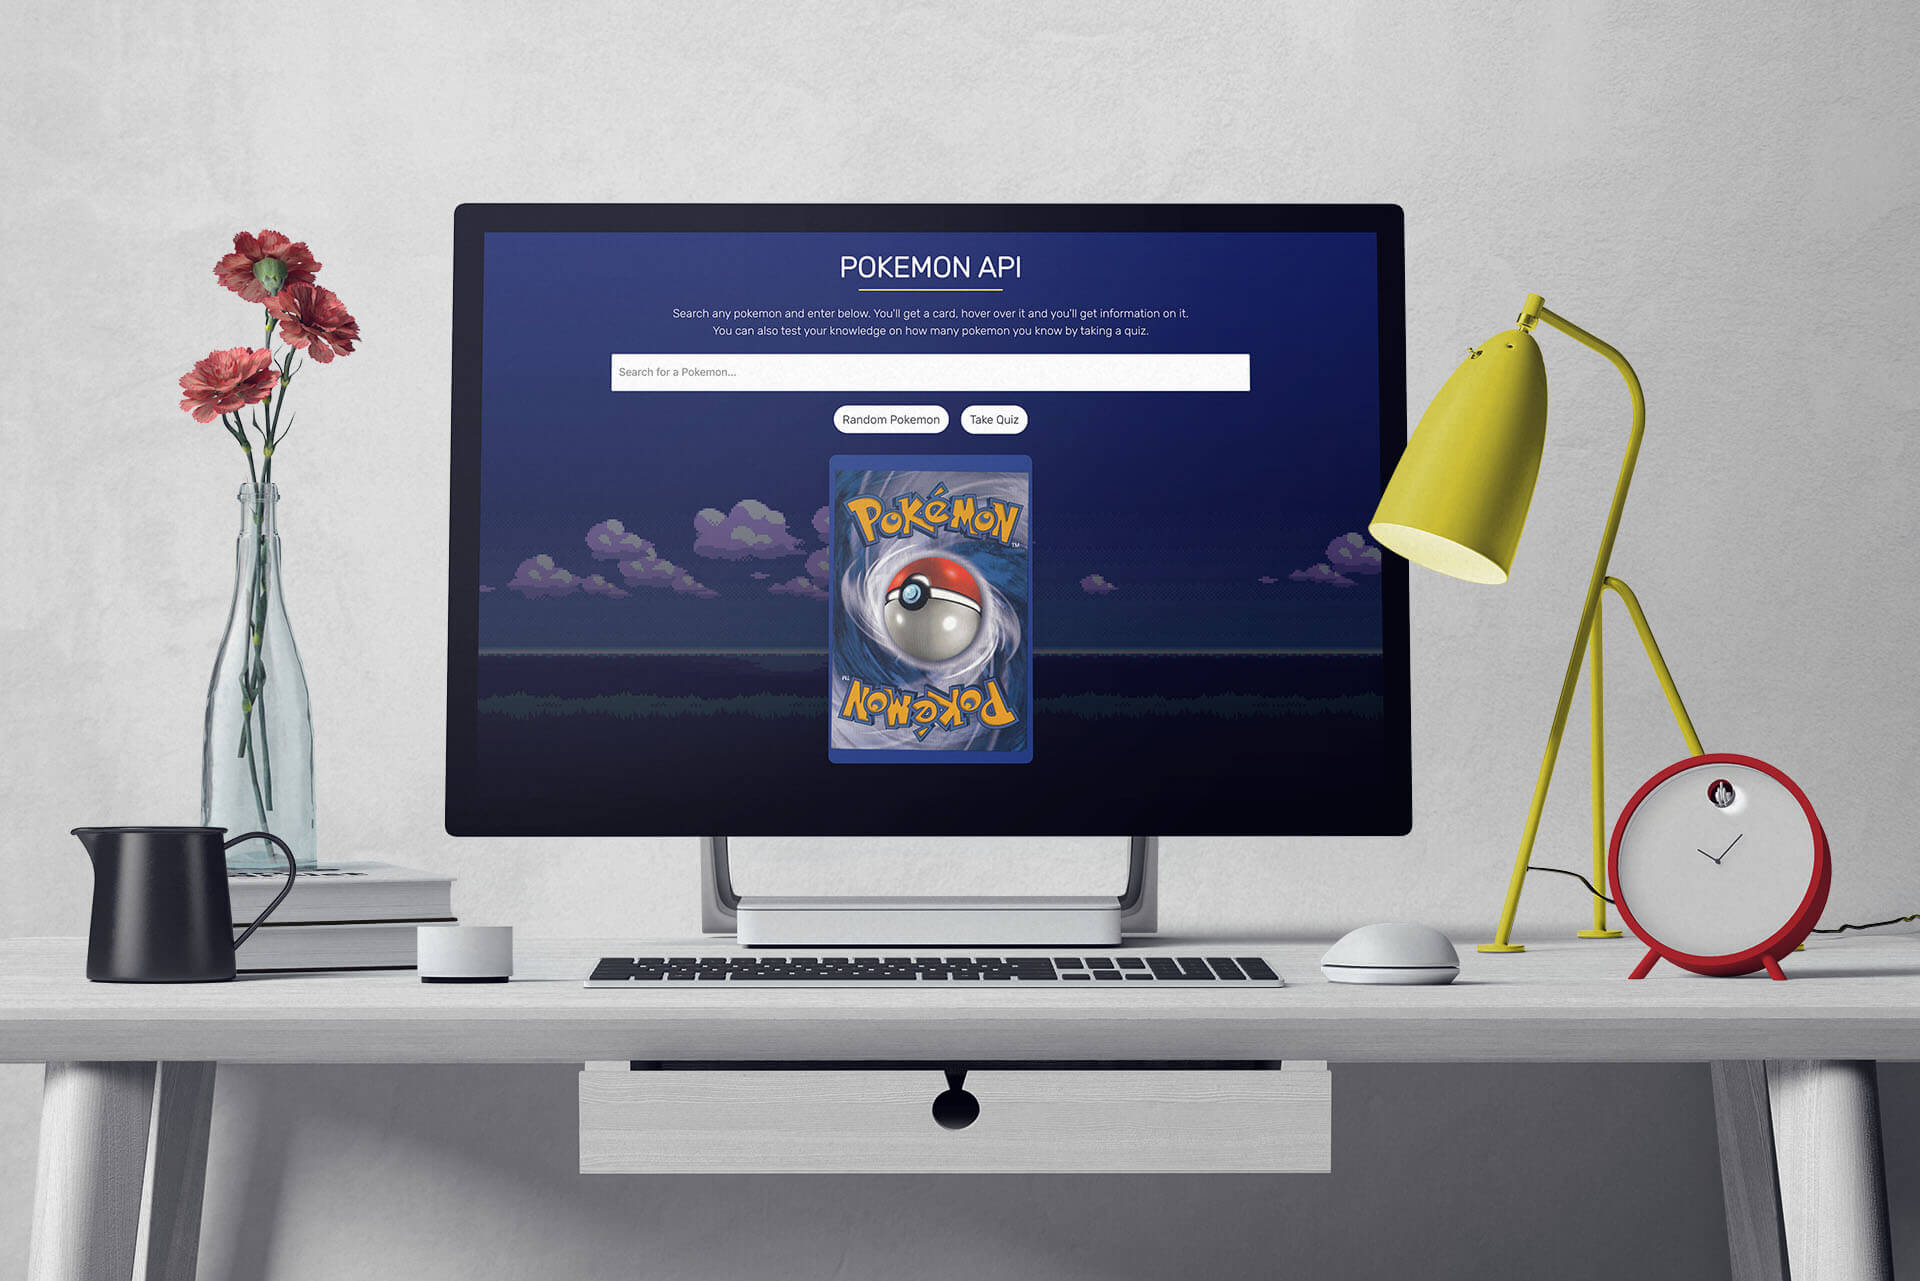 POKEMON API
Search any pokemon and enter below. You'll get a card, hover over it and you'll get information on it.
You can also test your knowledge on how many pokemon you know by taking a quiz.
Search for a Pokemon...
Random Pokemon
Take Quiz
POKéMON
TM
POKéMON
TM